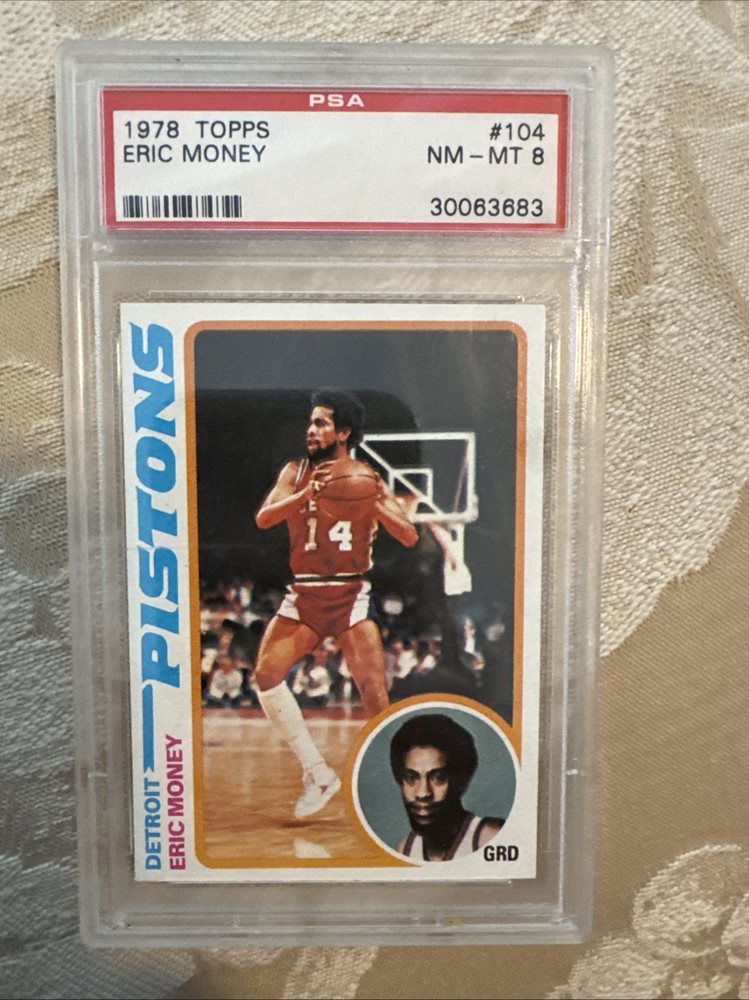 PSA
1978 TOPPS #104
ERIC MONEY NM - MT 8
30063683
DETROIT PISTONS
ERIC MONEY
14
GRD